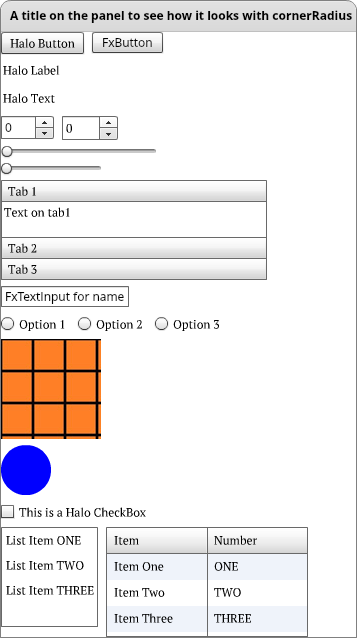 A title on the panel to see how it looks with cornerRadius
Halo Button FxButton
Halo Label
Halo Text
0 0
Tab 1
Text on tab1
Tab 2
Tab 3
FxTextInput for name
Option 1 Option 2 Option 3
This is a Halo CheckBox
List Item ONE
List Item TWO
List Item THREE
Item Number
Item One ONE
Item Two TWO
Item Three THREE